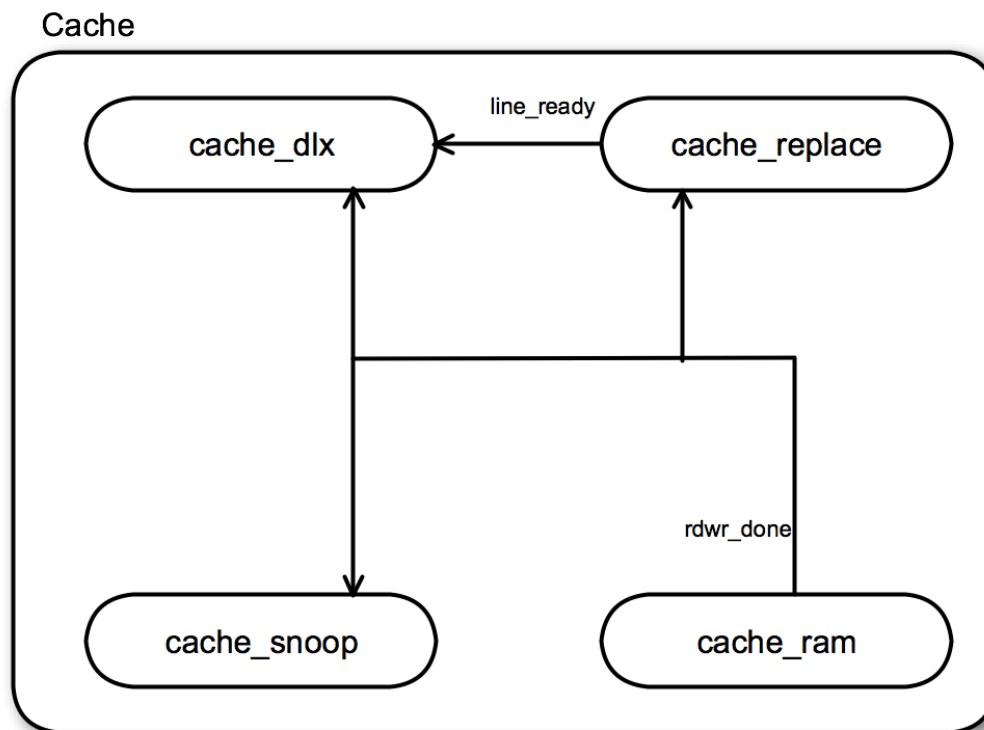 Cache
line_ready
cache_dlx
cache_replace
rdwr_done
cache_snoop
cache_ram